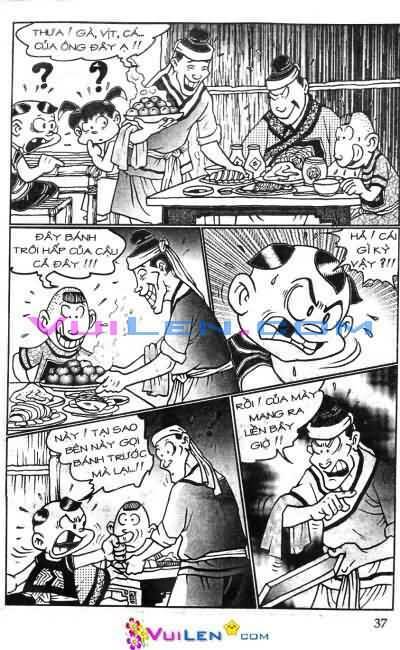 THƯA! GÀ, VỊT, CÁ...
CỦA ÔNG ĐÂY Ạ!!
?
?
ĐÂY BÁNH
TRÔI HẤP CỦA CẬU
CẢ ĐÂY!!!
HẢ! CÁI
GÌ KỲ
VẬY?!!
VUILEN.COM
NÀY! TẠI SAO
BÊN NÀY GỌI
BÁNH TRƯỚC
MÀ LẠI..!!
RỒI! CỦA MÀY
MANG RA
LIỀN BÂY
GIỜ!!
37
VUILEN.COM